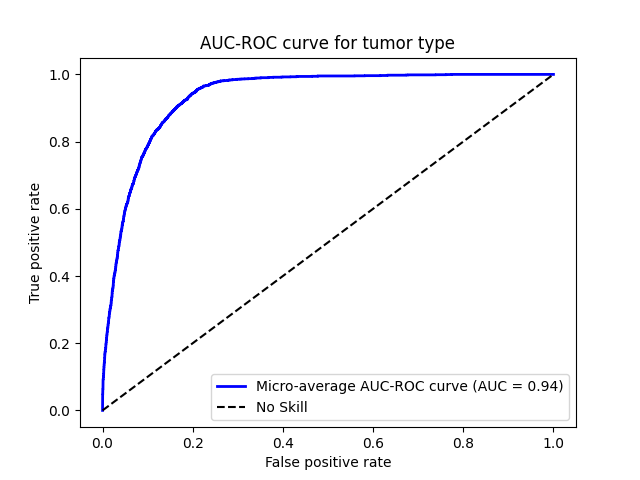 AUC-ROC curve for tumor type
True positive rate
1.0
0.8
0.6
0.4
0.2
0.0
Micro-average AUC-ROC curve (AUC = 0.94)
No Skill
0.0 0.2 0.4 0.6 0.8 1.0
False positive rate